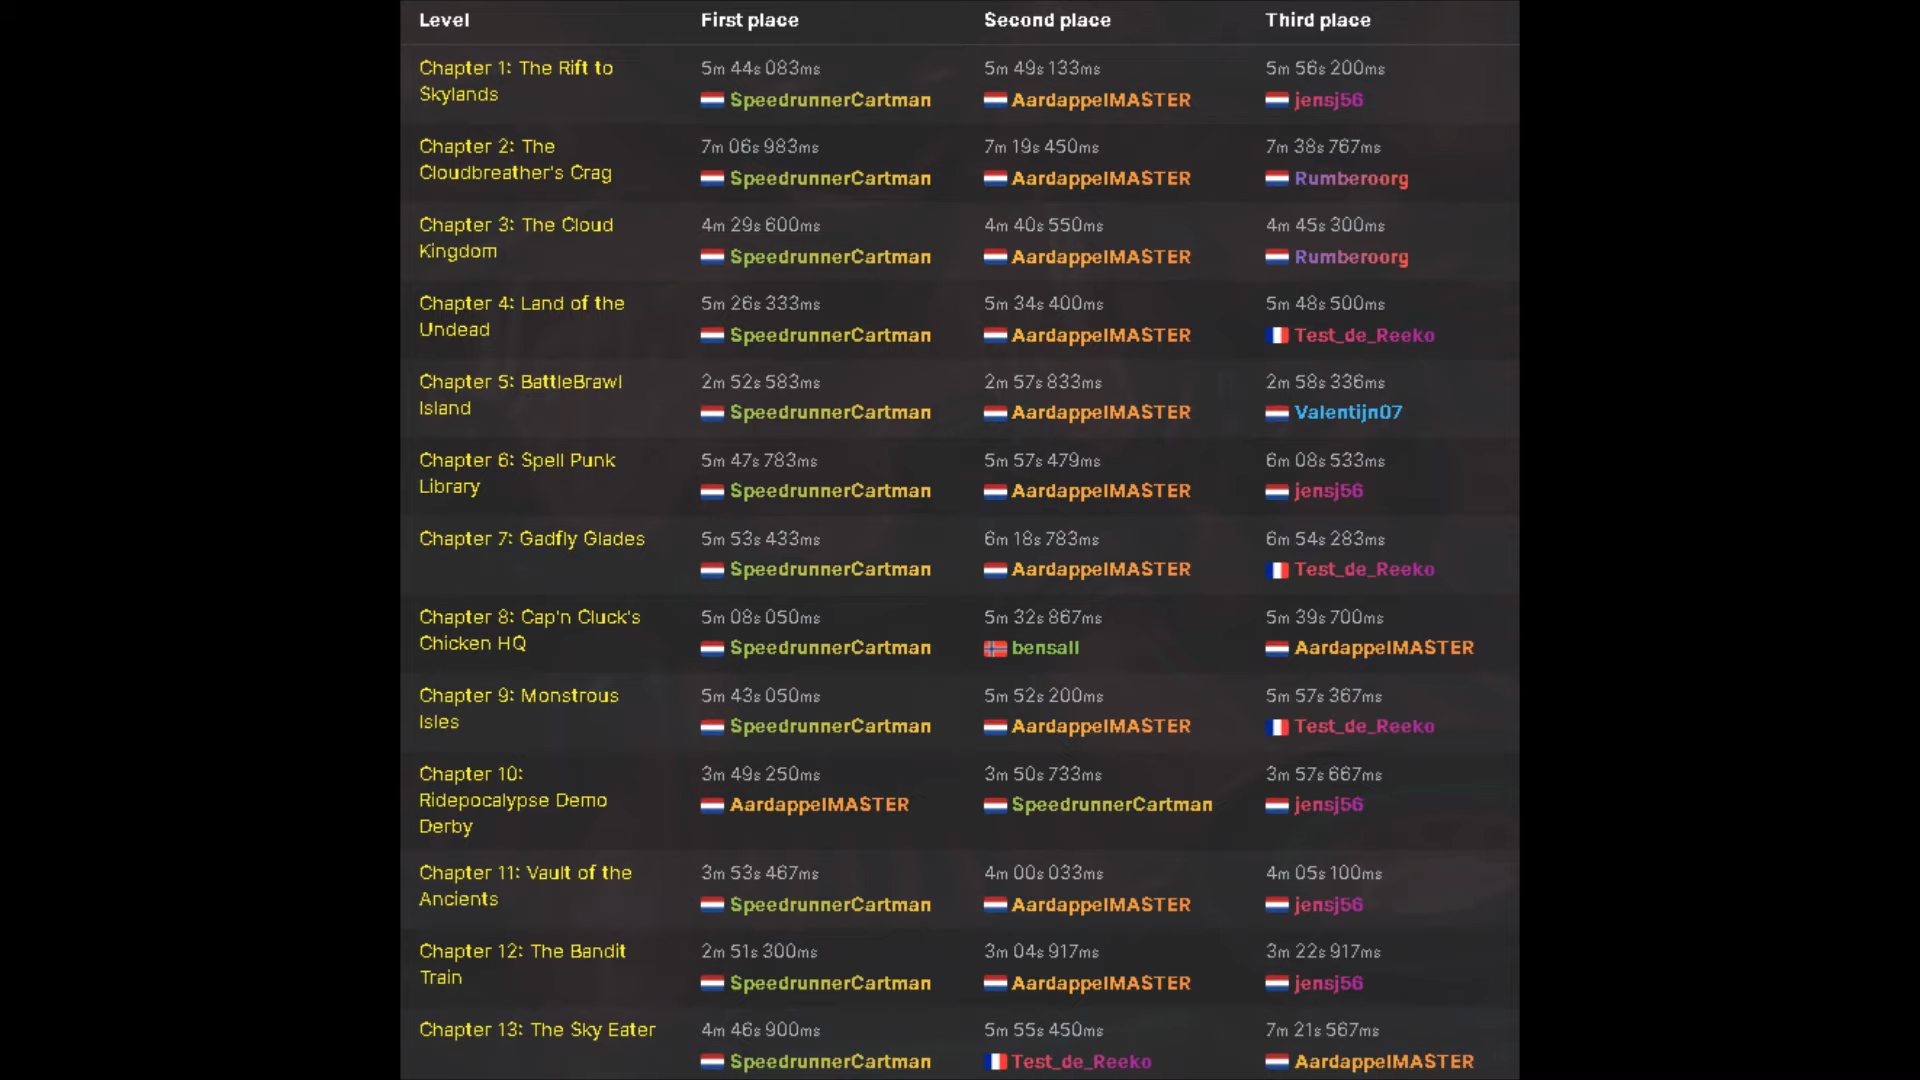 Level First place Second place Third place
Chapter 1: The Rift to 5m 44s 083ms 5m 49s 133ms 5m 56s 200ms
Skylands SpeedrunnerCartman AardappelMASTER jensj56
Chapter 2: The 7m 06s 983ms 7m 19s 450ms 7m 38s 767ms
Cloudbreather's Crag SpeedrunnerCartman AardappelMASTER Rumberoorg
Chapter 3: The Cloud 4m 29s 600ms 4m 40s 550ms 4m 45s 300ms
Kingdom SpeedrunnerCartman AardappelMASTER Rumberoorg
Chapter 4: Land of the 5m 26s 333ms 5m 34s 400ms 5m 48s 500ms
Undead SpeedrunnerCartman AardappelMASTER Test_de_Reeko
Chapter 5: BattleBrawl 2m 52s 583ms 2m 57s 833ms 2m 58s 336ms
Island SpeedrunnerCartman AardappelMASTER Valentijn07
Chapter 6: Spell Punk 5m 47s 783ms 5m 57s 479ms 6m 08s 533ms
Library SpeedrunnerCartman AardappelMASTER jensj56
Chapter 7: Gadfly Glades 5m 53s 433ms 6m 18s 783ms 6m 54s 283ms
SpeedrunnerCartman AardappelMASTER Test_de_Reeko
Chapter 8: Cap'n Cluck's 5m 08s 050ms 5m 32s 867ms 5m 39s 700ms
Chicken HQ SpeedrunnerCartman bensall AardappelMASTER
Chapter 9: Monstrous 5m 43s 050ms 5m 52s 200ms 5m 57s 367ms
Isles SpeedrunnerCartman AardappelMASTER Test_de_Reeko
Chapter 10: 3m 49s 250ms 3m 50s 733ms 3m 57s 667ms
Ridepocalypse Demo AardappelMASTER SpeedrunnerCartman jensj56
Derby
Chapter 11: Vault of the 3m 53s 467ms 4m 00s 033ms 4m 05s 100ms
Ancients SpeedrunnerCartman AardappelMASTER jensj56
Chapter 12: The Bandit 2m 51s 300ms 3m 04s 917ms 3m 22s 917ms
Train SpeedrunnerCartman AardappelMASTER jensj56
Chapter 13: The Sky Eater 4m 46s 900ms 5m 55s 450ms 7m 21s 567ms
SpeedrunnerCartman Test_de_Reeko AardappelMASTER